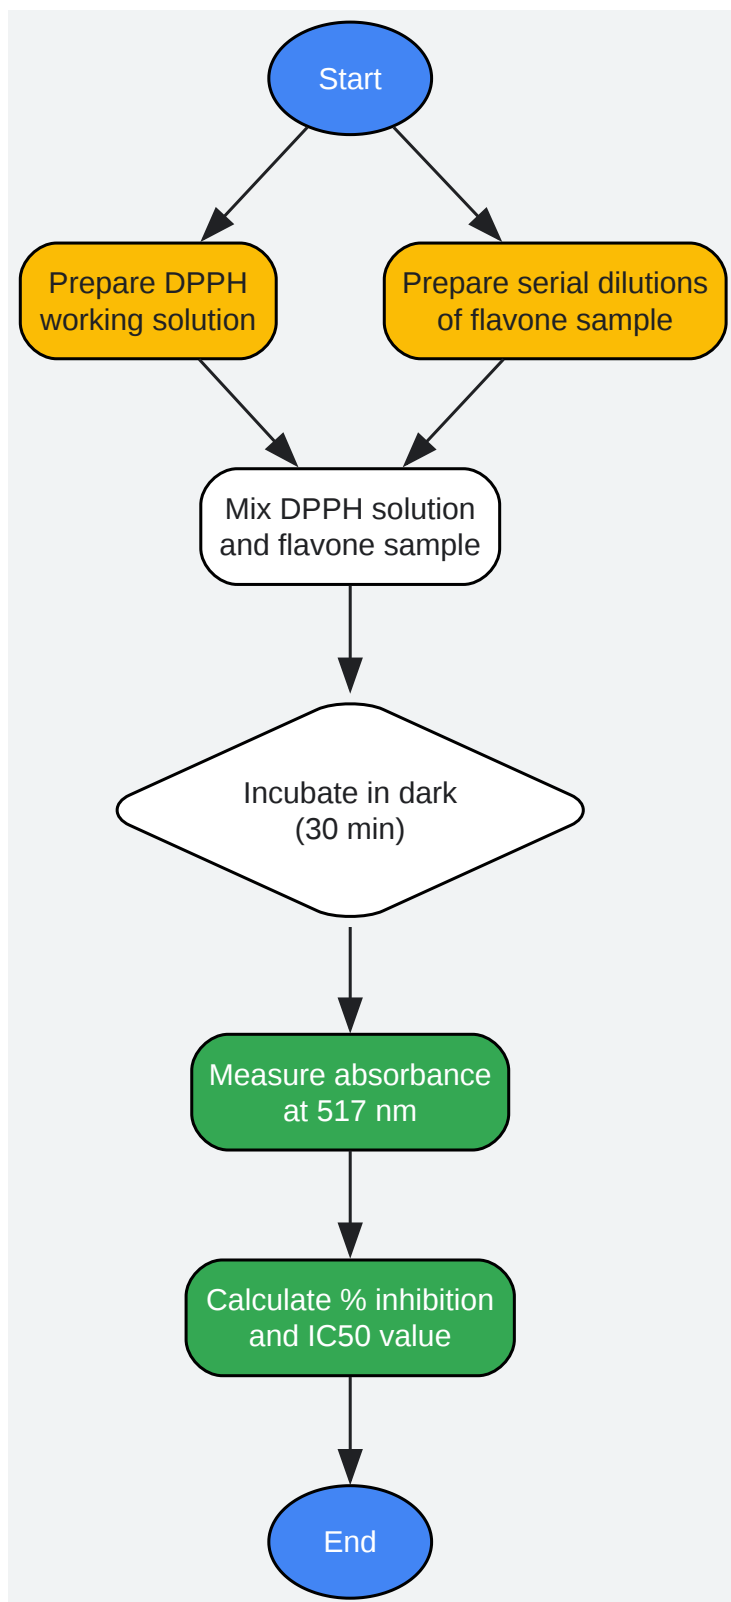 Start
Prepare DPPH
working solution
Prepare serial dilutions
of flavone sample
Mix DPPH solution
and flavone sample
Incubate in dark
(30 min)
Measure absorbance
at 517 nm
Calculate % inhibition
and IC50 value
End